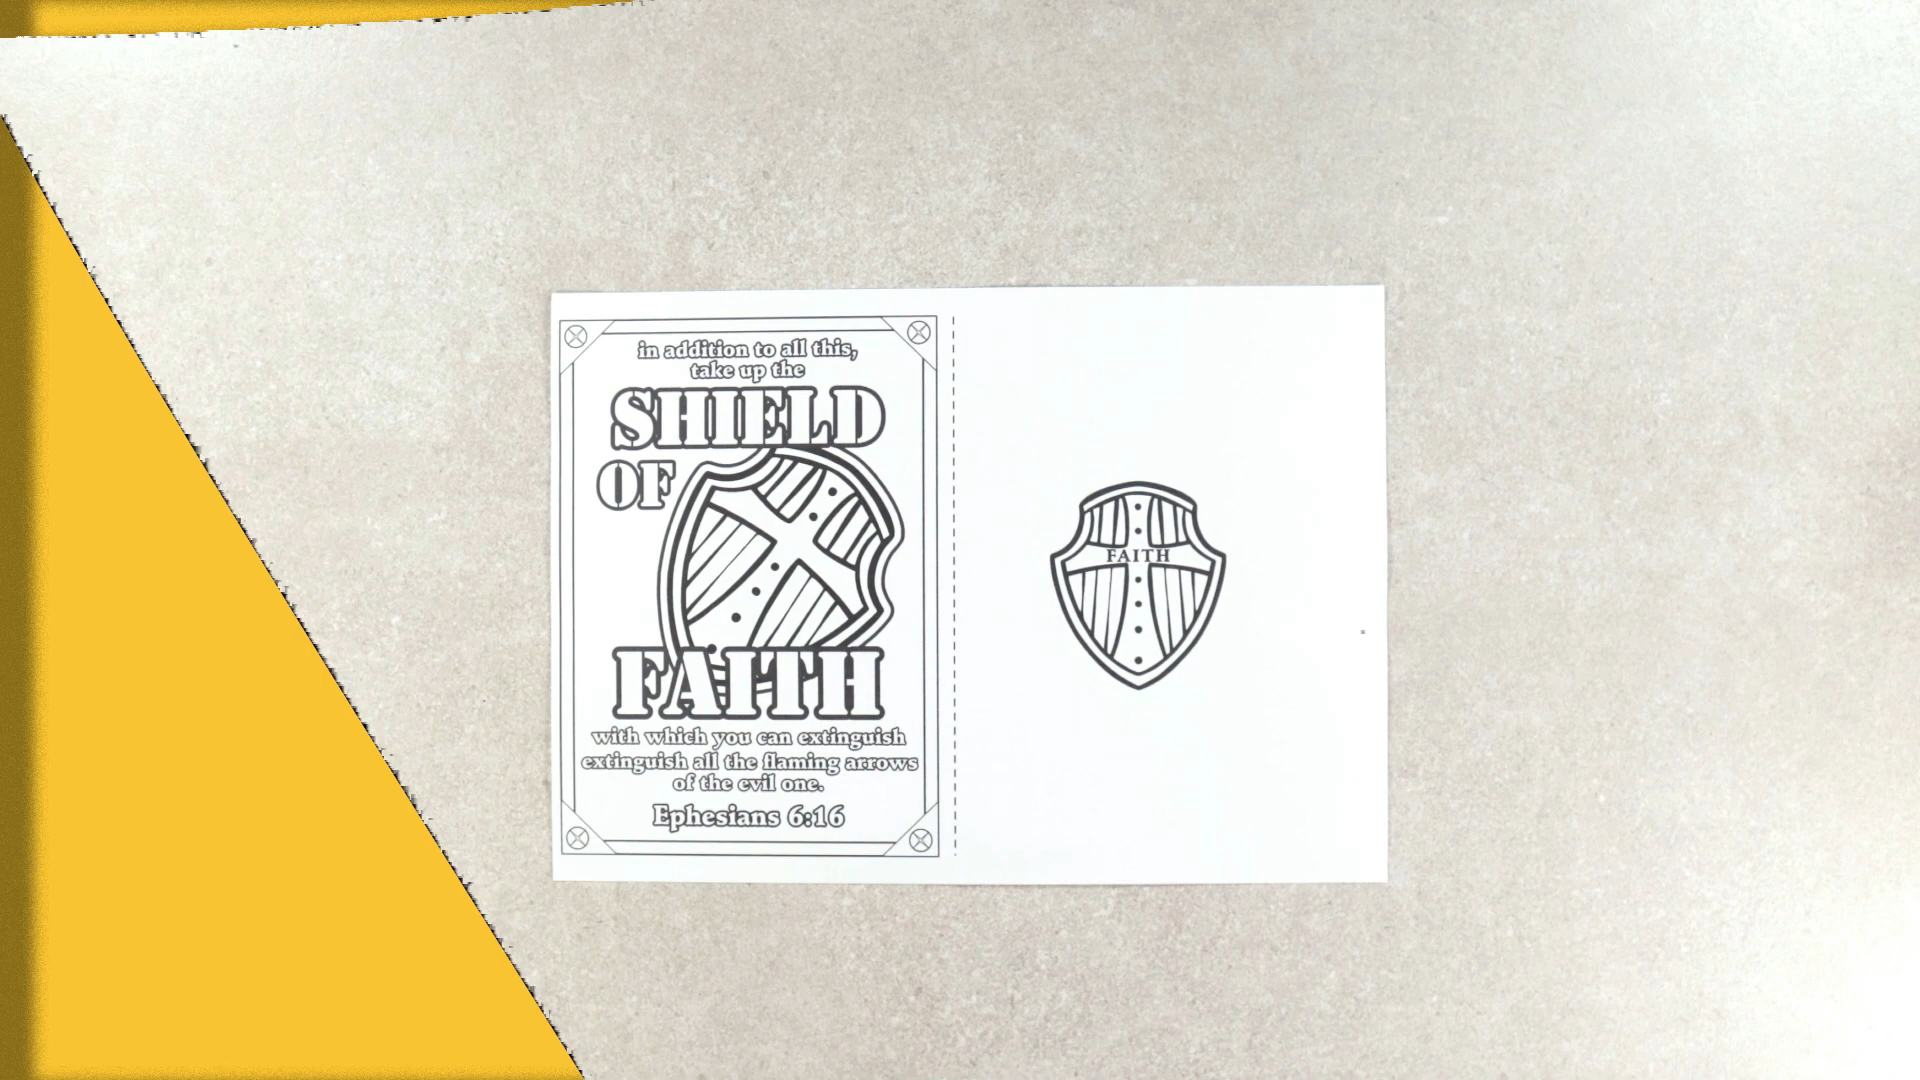 in addition to all this,
take up the
SHIELD
OF
FAITH
with which you can extinguish
extinguish all the flaming arrows
of the evil one.
Ephesians 6:16
FAITH